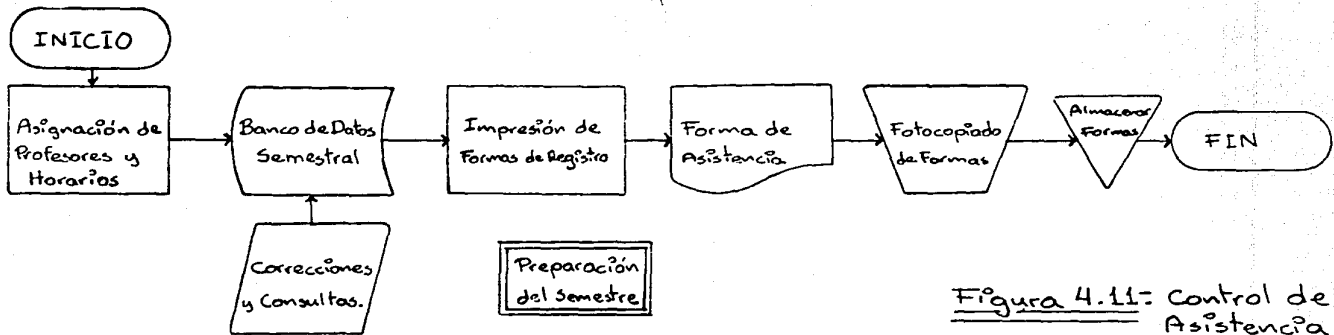 INICIO
Asignación de
Profesores y
Horarios
Banco de Datos
Semestral
Impresión de
Formas de Registro
Forma de
Asistencia
Fotocopiado
de Formas
Almacenar
Formas
FIN
Correcciones
y Consultas.
Preparación
del Semestre
Figura 4.11: Control de
Asistencia